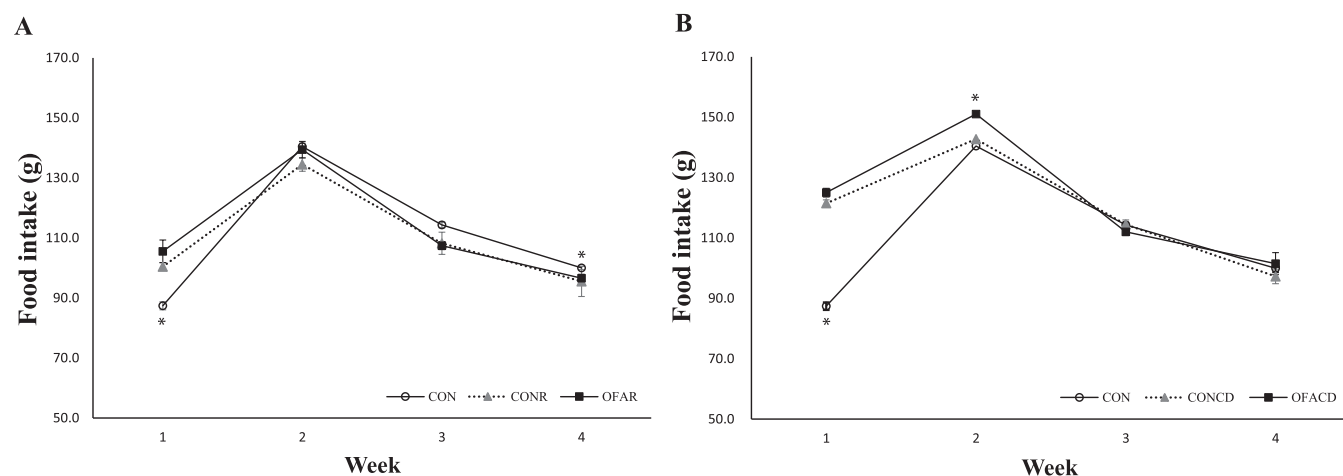 A
Food intake (g)
170.0
150.0
130.0
110.0
90.0
70.0
50.0
*
*
CON CONR OFAR
1 2 3 4
Week
B
Food intake (g)
170.0
150.0
130.0
110.0
90.0
70.0
50.0
*
*
CON CONCD OFACD
1 2 3 4
Week